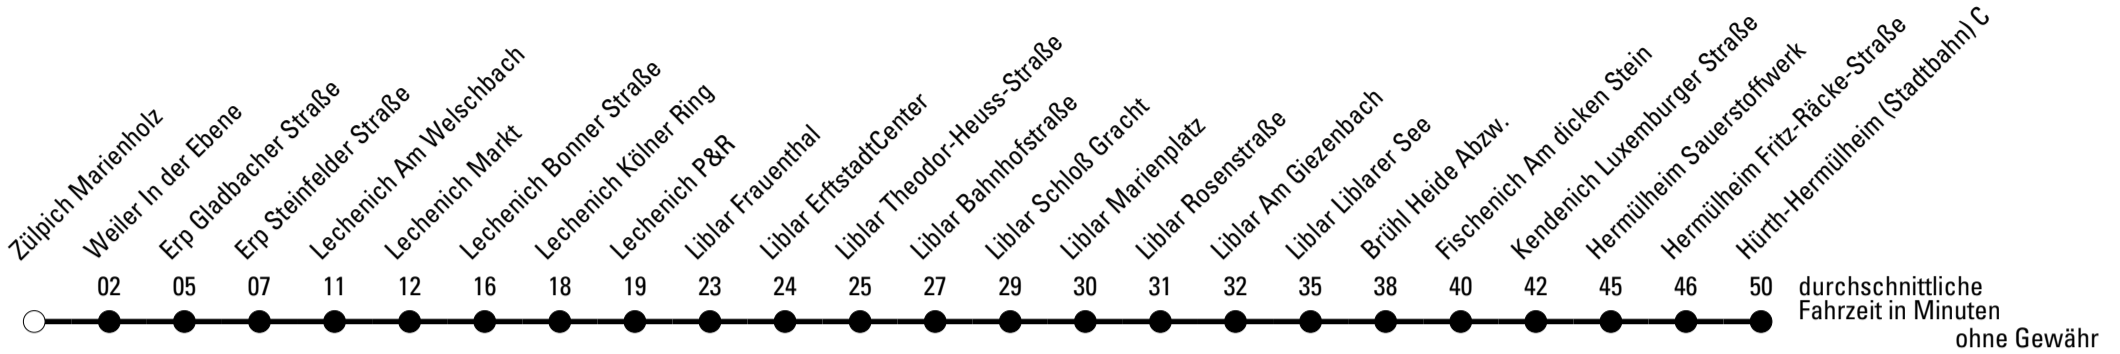 Zülpich Marienholz
Weiler In der Ebene
Erp Gladbacher Straße
Erp Steinfelder Straße
Lechenich Am Welschbach
Lechenich Markt
Lechenich Bonner Straße
Lechenich Kölner Ring
Lechenich P&R
Liblar Frauenthal
Liblar ErftstadtCenter
Liblar Theodor-Heuss-Straße
Liblar Bahnhofstraße
Liblar Schloß Gracht
Liblar Marienplatz
Liblar Rosenstraße
Liblar Am Giezenbach
Liblar Liblarer See
Brühl Heide Abzw.
Fischenich Am dicken Stein
Kendenich Luxemburger Straße
Hermülheim Sauerstoffwerk
Hermülheim Fritz-Räcke-Straße
Hürth-Hermülheim (Stadtbahn) C
02 05 07 11 12 16 18 19 23 24 25 27 29 30 31 32 35 38 40 42 45 46 50 durchschnittliche
Fahrzeit in Minuten
ohne Gewähr